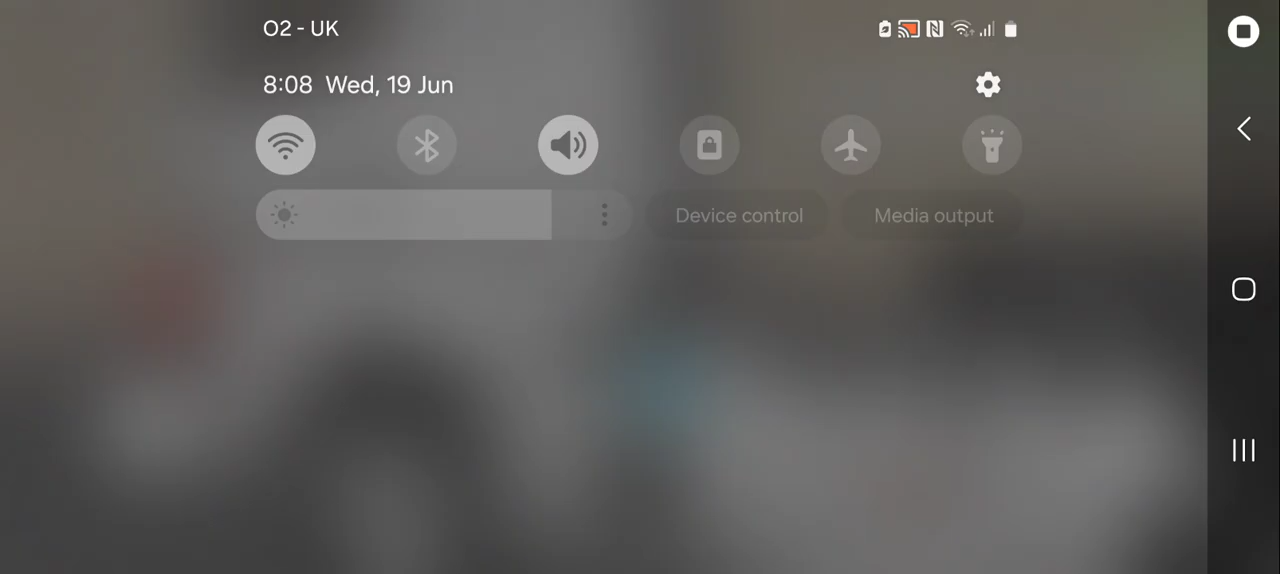 O2 - UK
8:08 Wed, 19 Jun
Device control
Media output